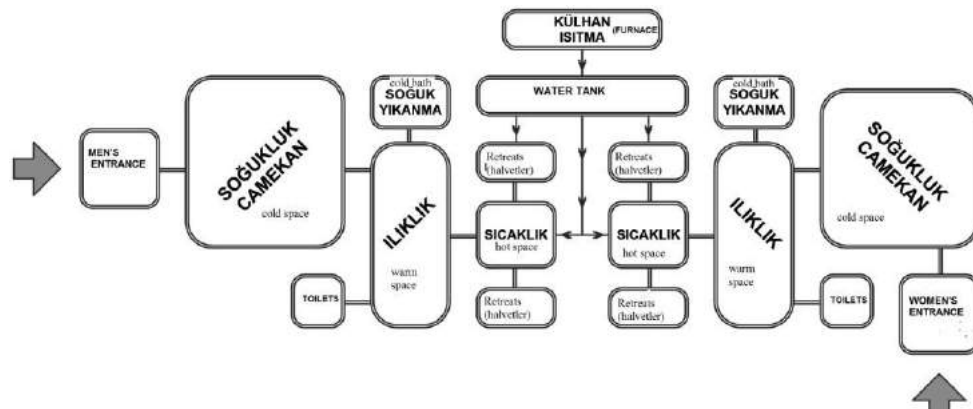 KÜLHAN (FURNACE
ISITMA
WATER TANK
cold bath
SOĞUK
YIKANMA
cold bath
SOĞUK
YIKANMA
MEN'S
ENTRANCE
SOĞUKLUK
CAMEKAN
cold space
ILIKLIK
warm
space
TOILETS
Retreats
(halvetler)
SICAKLIK
hot space
Retreats
(halvetler)
Retreats
(halvetler)
SICAKLIK
hot space
Retreats
(halvetler)
ILIKLIK
warm
space
TOILETS
SOĞUKLUK
CAMEKAN
cold space
WOMEN'S
ENTRANCE